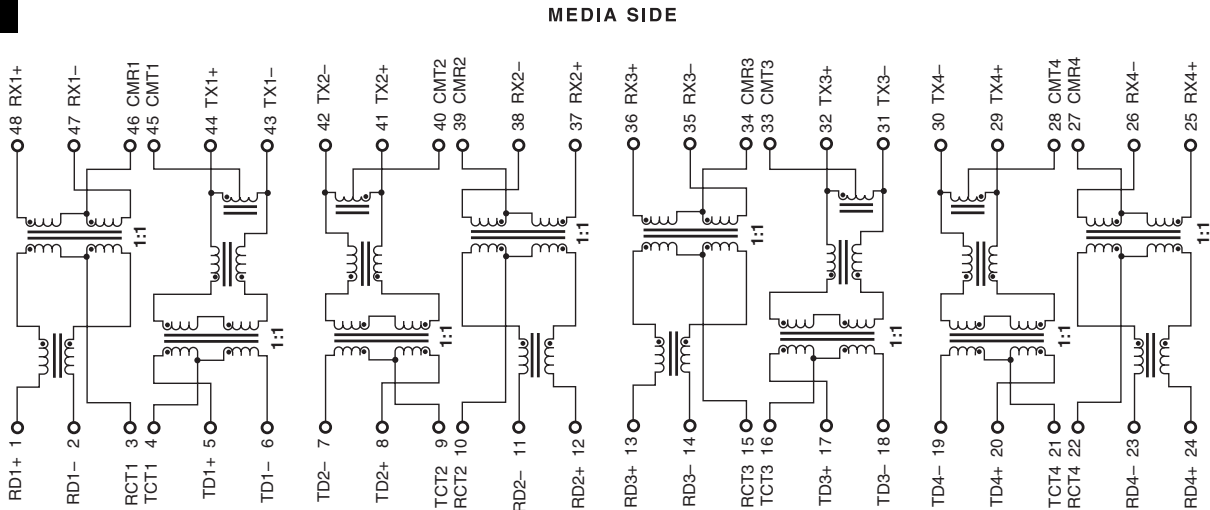 MEDIA SIDE
48 RX1+
47 RX1–
46 CMR1
45 CMT1
44 TX1+
43 TX1–
42 TX2–
41 TX2+
40 CMT2
39 CMR2
38 RX2–
37 RX2+
36 RX3+
35 RX3–
34 CMR3
33 CMT3
32 TX3+
31 TX3–
30 TX4–
29 TX4+
28 CMT4
27 CMR4
26 RX4–
25 RX4+
1:1
1:1
1:1
1:1
1:1
1:1
1:1
1:1
RD1+ 1
RD1– 2
RCT1 3
TCT1 4
TD1+ 5
TD1– 6
TD2– 7
TD2+ 8
TCT2 9
RCT2 10
RD2– 11
RD2+ 12
RD3+ 13
RD3– 14
RCT3 15
TCT3 16
TD3+ 17
TD3– 18
TD4– 19
TD4+ 20
TCT4 21
RCT4 22
RD4– 23
RD4+ 24